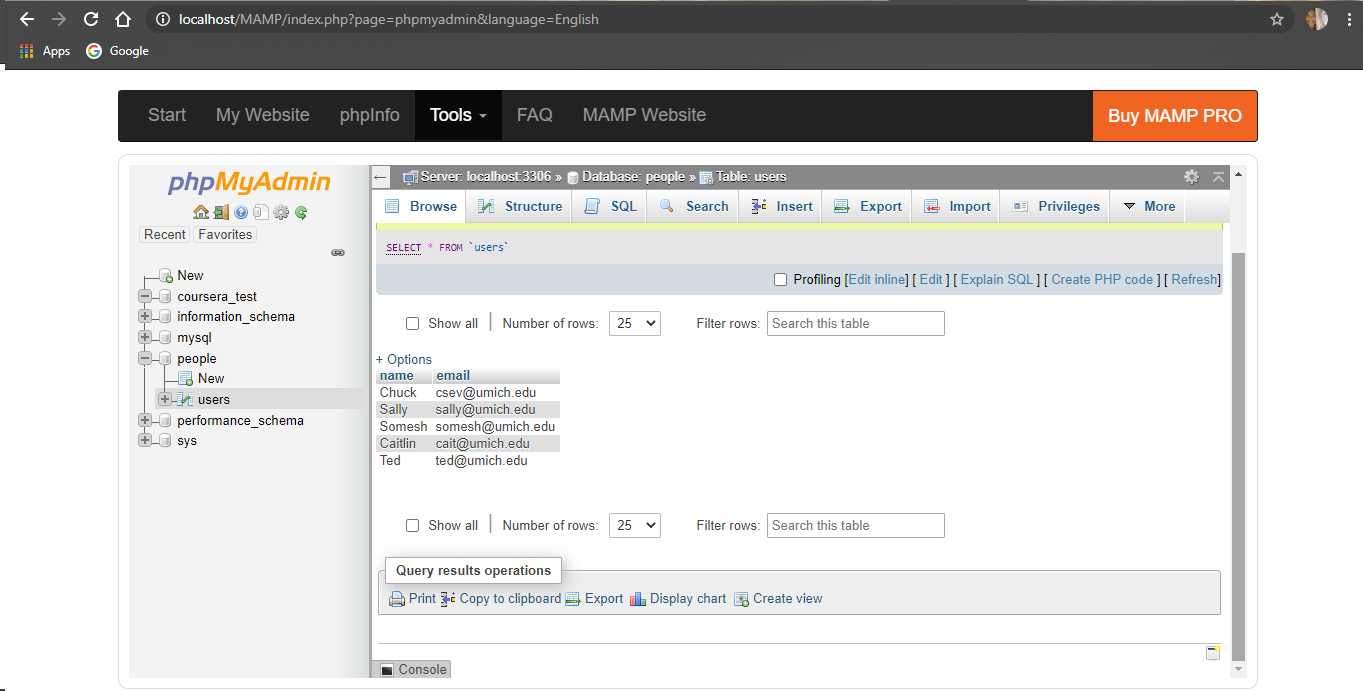 localhost/MAMP/index.php?page=phpmyadmin&language=English
Apps Google
Start My Website phpInfo Tools FAQ MAMP Website Buy MAMP PRO
phpMyAdmin
Recent Favorites
New
coursera_test
information_schema
mysql
people
New
users
performance_schema
sys
Server: localhost:3306 » Database: people » Table: users
Browse Structure SQL Search Insert Export Import Privileges More
SELECT * FROM `users`
Profiling [Edit inline] [ Edit ] [ Explain SQL ] [ Create PHP code ] [ Refresh]
Show all Number of rows: 25 Filter rows: Search this table
+ Options
name email
Chuck csev@umich.edu
Sally sally@umich.edu
Somesh somesh@umich.edu
Caitlin cait@umich.edu
Ted ted@umich.edu
Show all Number of rows: 25 Filter rows: Search this table
Query results operations
Print Copy to clipboard Export Display chart Create view
Console